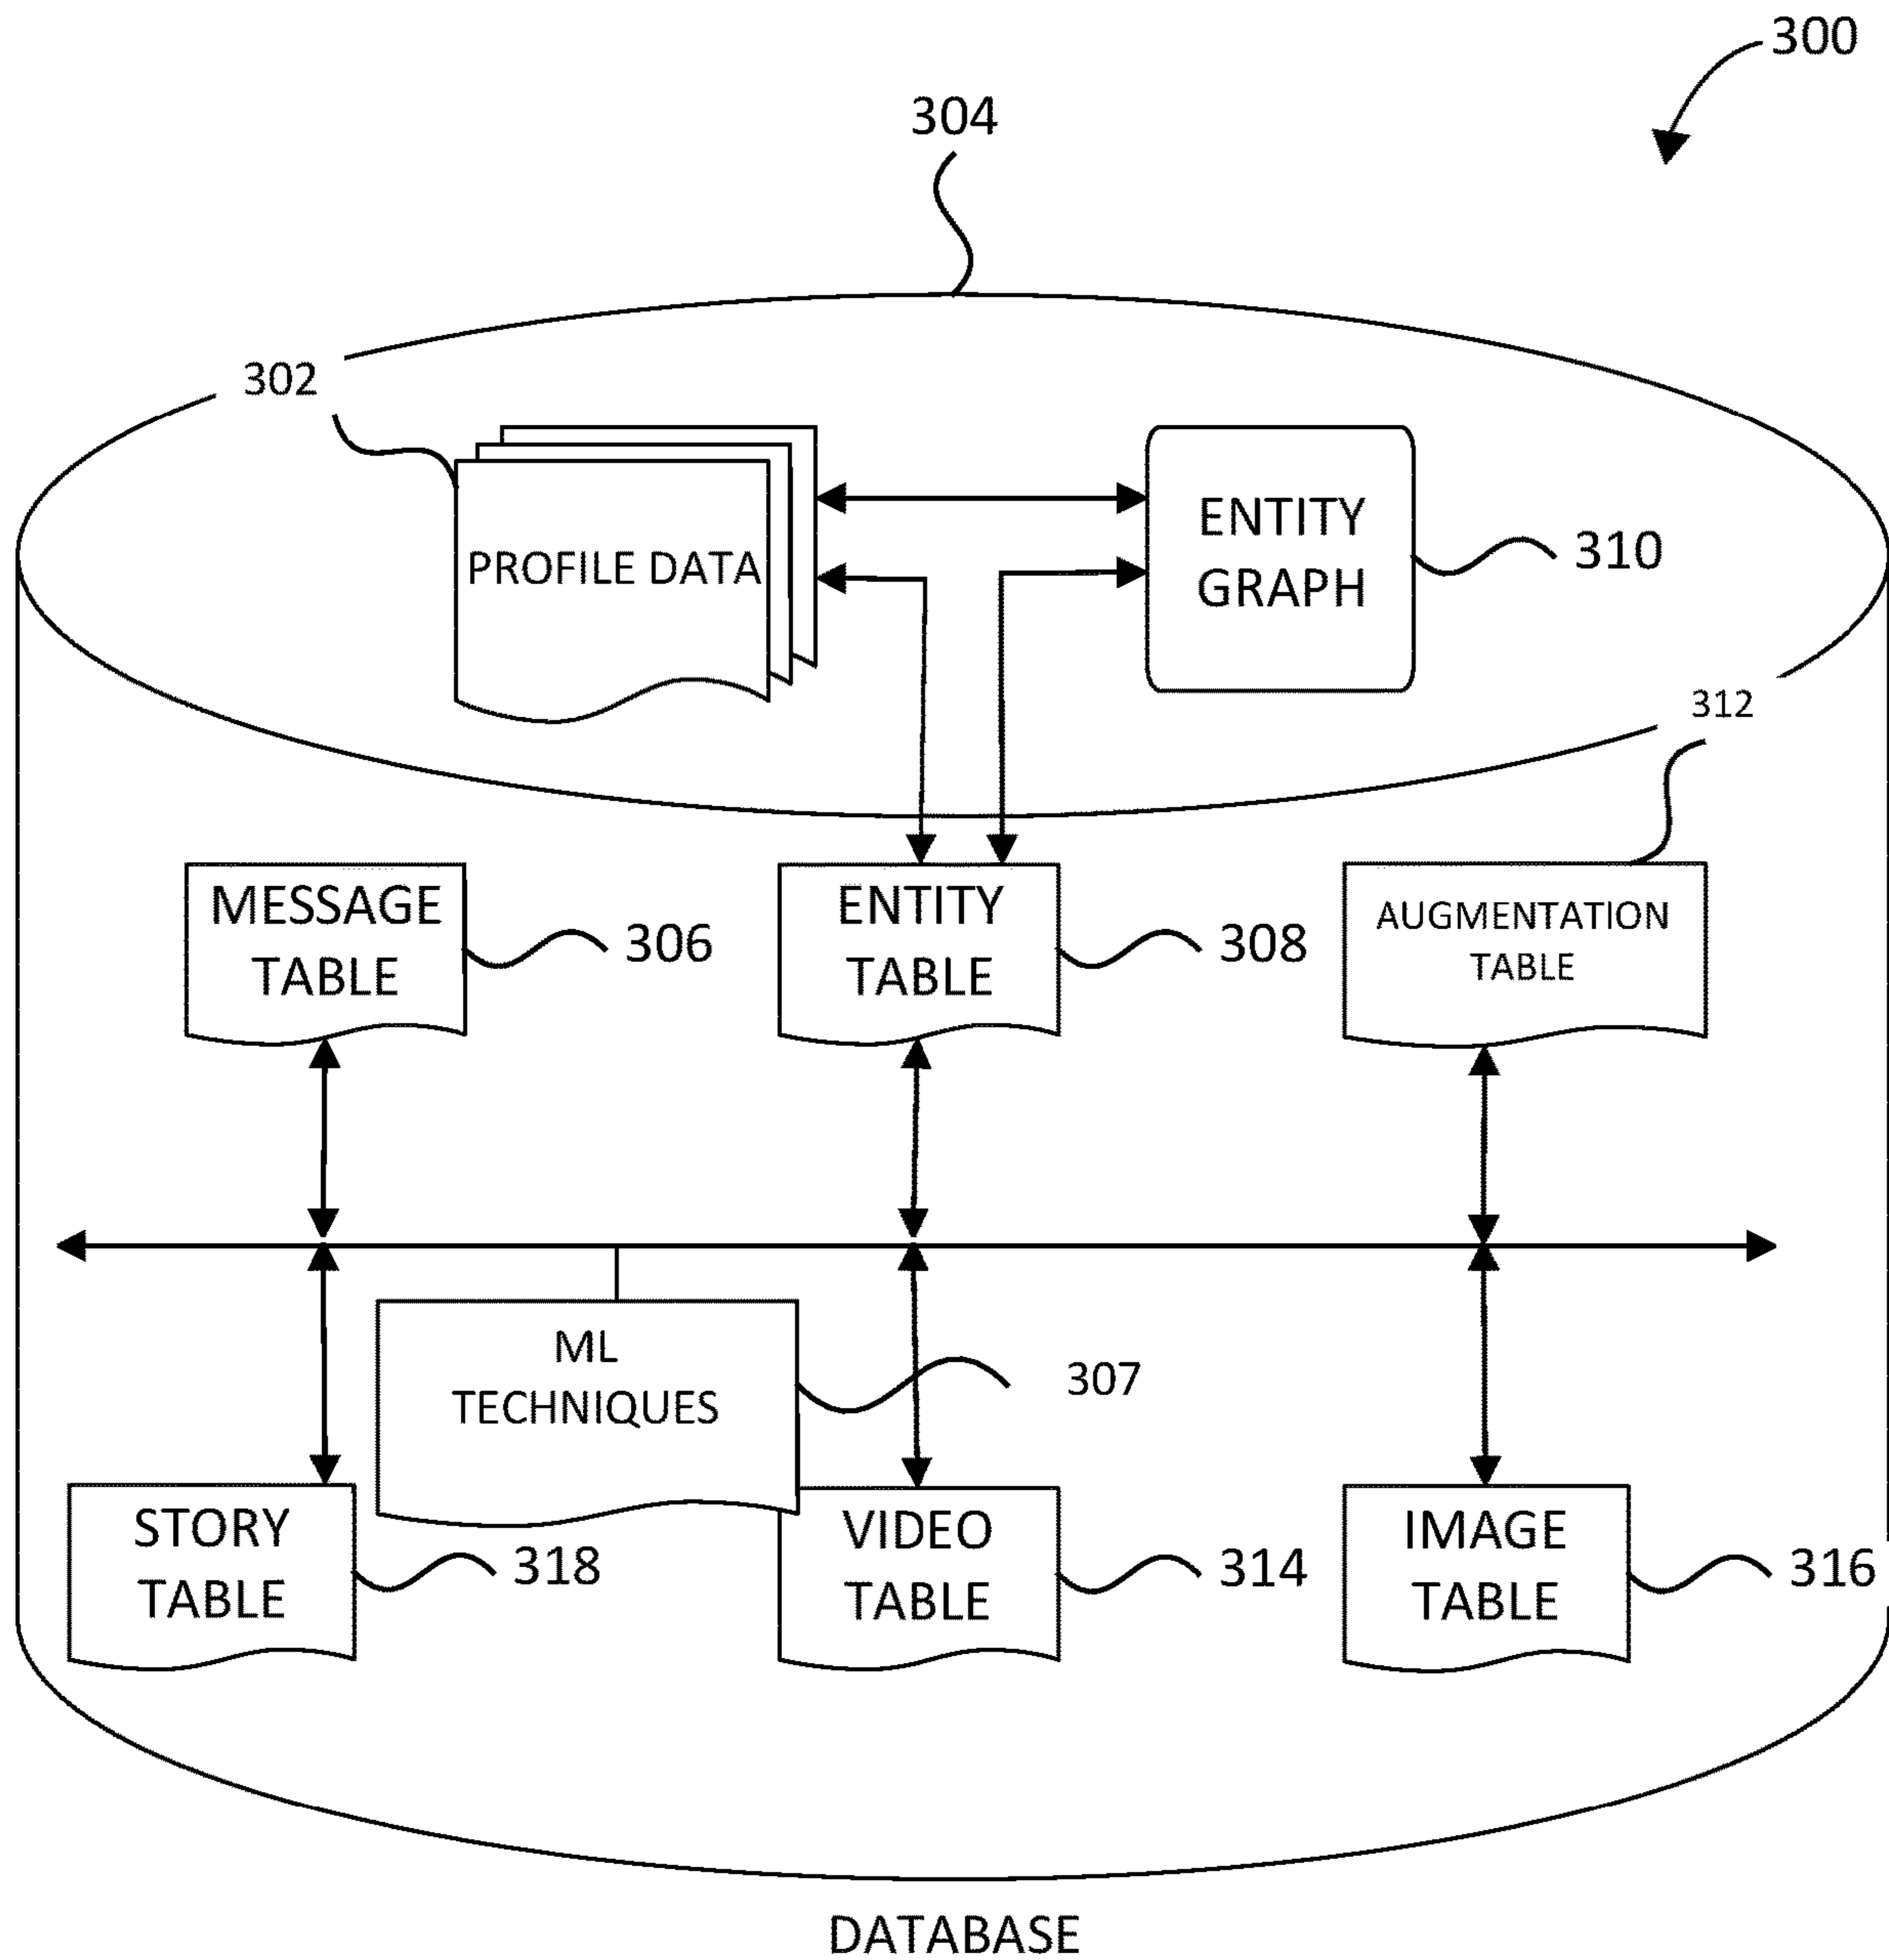 300
304
302
PROFILE DATA
ENTITY
GRAPH
310
312
MESSAGE
TABLE
306
ENTITY
TABLE
308
AUGMENTATION
TABLE
ML
TECHNIQUES
307
STORY
TABLE
318
VIDEO
TABLE
314
IMAGE
TABLE
316
DATABASE